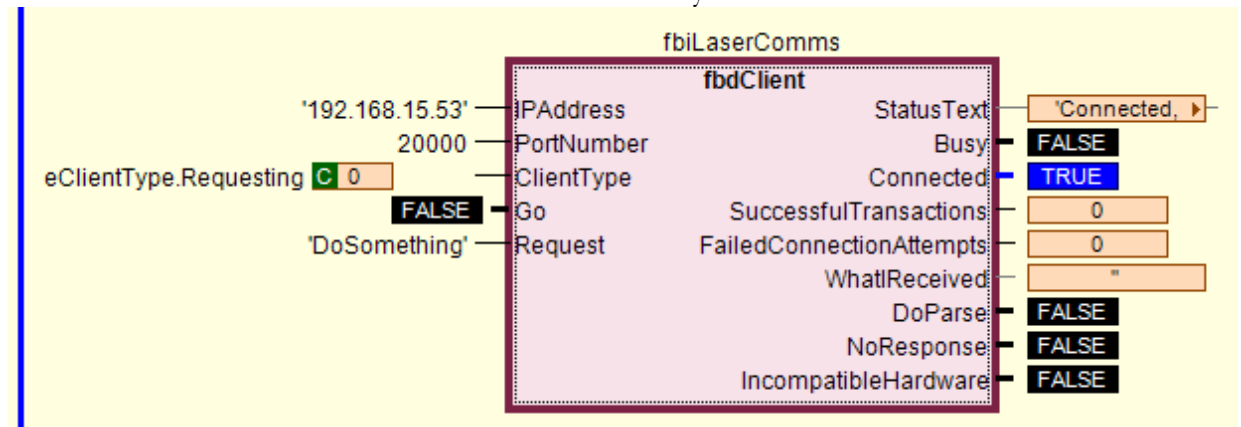 fbiLaserComms
fbdClient
'192.168.15.53' IPAddress StatusText 'Connected,
20000 PortNumber Busy FALSE
eClientType.Requesting C 0 ClientType Connected TRUE
FALSE Go SuccessfulTransactions 0
'DoSomething' Request FailedConnectionAttempts 0
WhatIReceived ''
DoParse FALSE
NoResponse FALSE
IncompatibleHardware FALSE